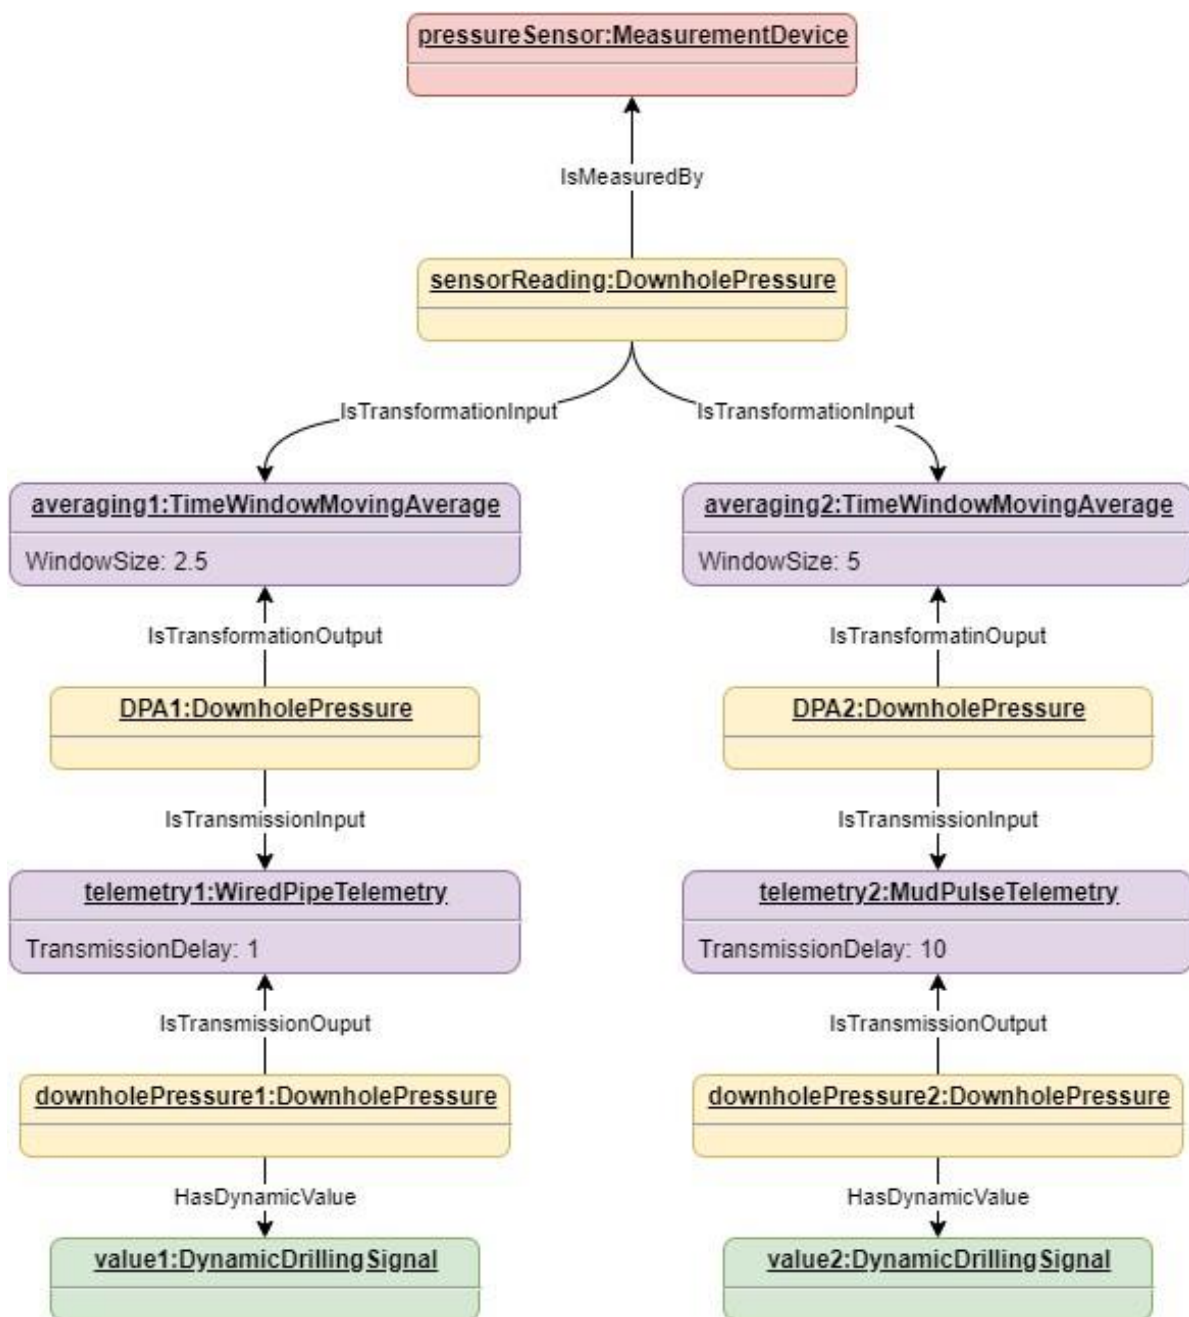 pressureSensor:MeasurementDevice
IsMeasuredBy
sensorReading:DownholePressure
IsTransformationInput
IsTransformationInput
averaging1:TimeWindowMovingAverage
WindowSize: 2.5
averaging2:TimeWindowMovingAverage
WindowSize: 5
IsTransformationOutput
IsTransformatinOuput
DPA1:DownholePressure
DPA2:DownholePressure
IsTransmissionInput
IsTransmissionInput
telemetry1:WiredPipeTelemetry
TransmissionDelay: 1
telemetry2:MudPulseTelemetry
TransmissionDelay: 10
IsTransmissionOuput
IsTransmissionOutput
downholePressure1:DownholePressure
downholePressure2:DownholePressure
HasDynamicValue
HasDynamicValue
value1:DynamicDrillingSignal
value2:DynamicDrillingSignal